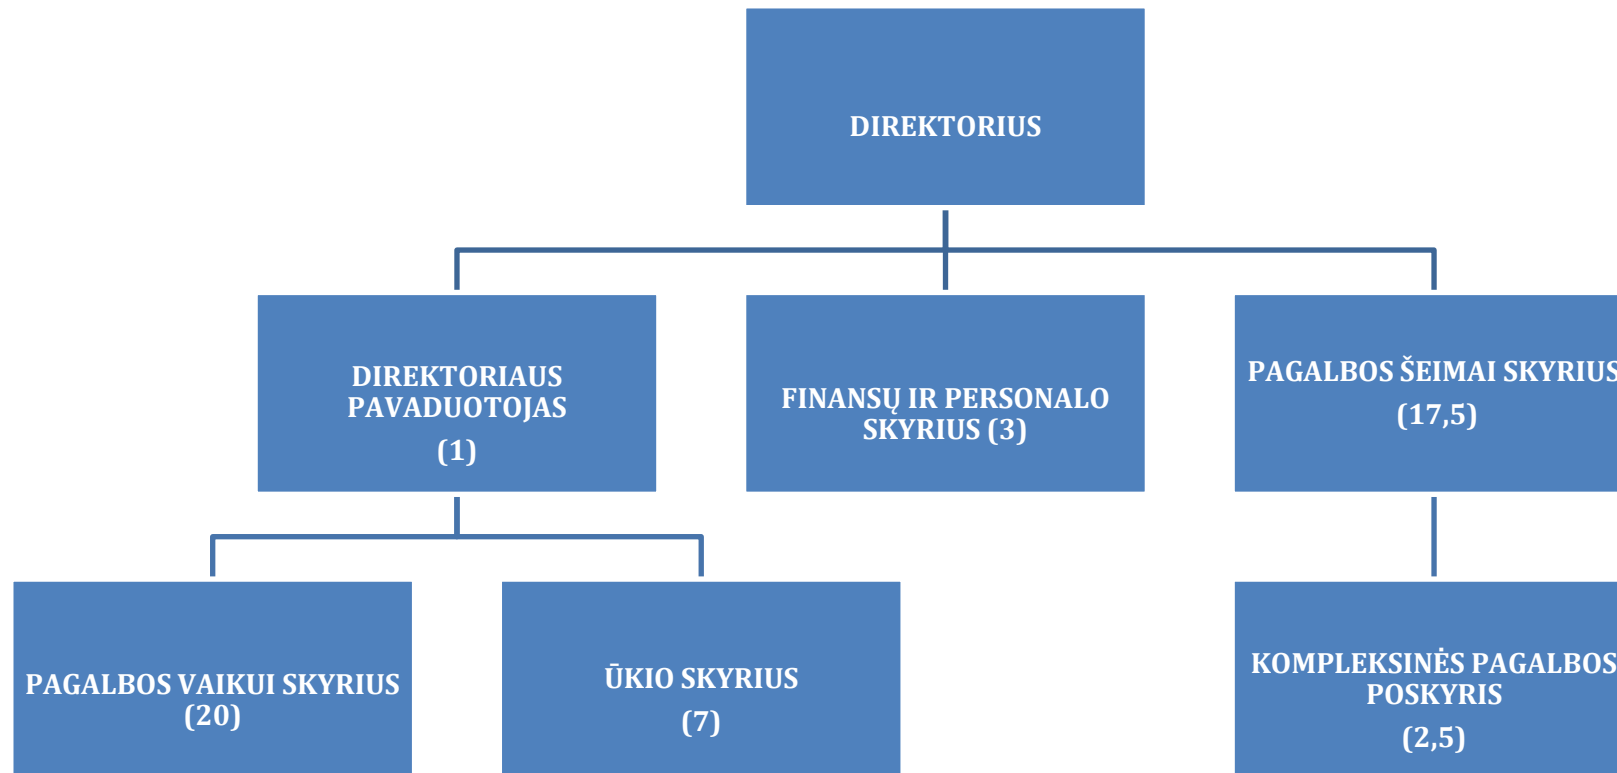 DIREKTORIUS
DIREKTORIAUS
PAVADUOTOJAS
(1)
FINANSŲ IR PERSONALO
SKYRIUS (3)
PAGALBOS ŠEIMAI SKYRIUS
(17,5)
PAGALBOS VAIKUI SKYRIUS
(20)
ŪKIO SKYRIUS
(7)
KOMPLEKSINĖS PAGALBOS
POSKYRIS
(2,5)